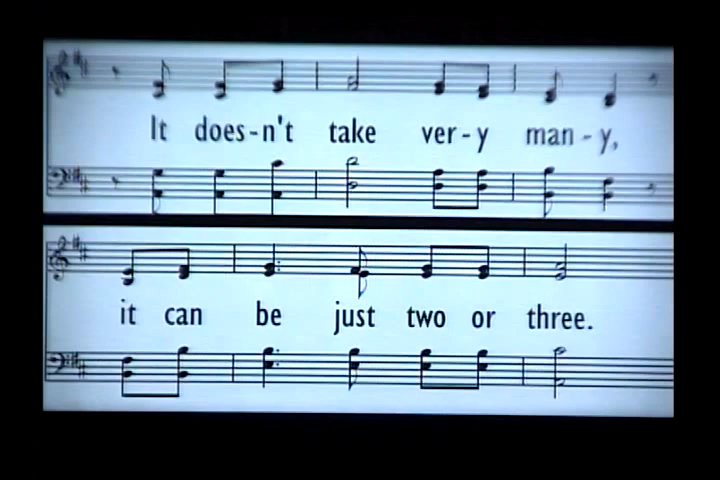 It does-n't take ver-y man-y,
it can be just two or three.